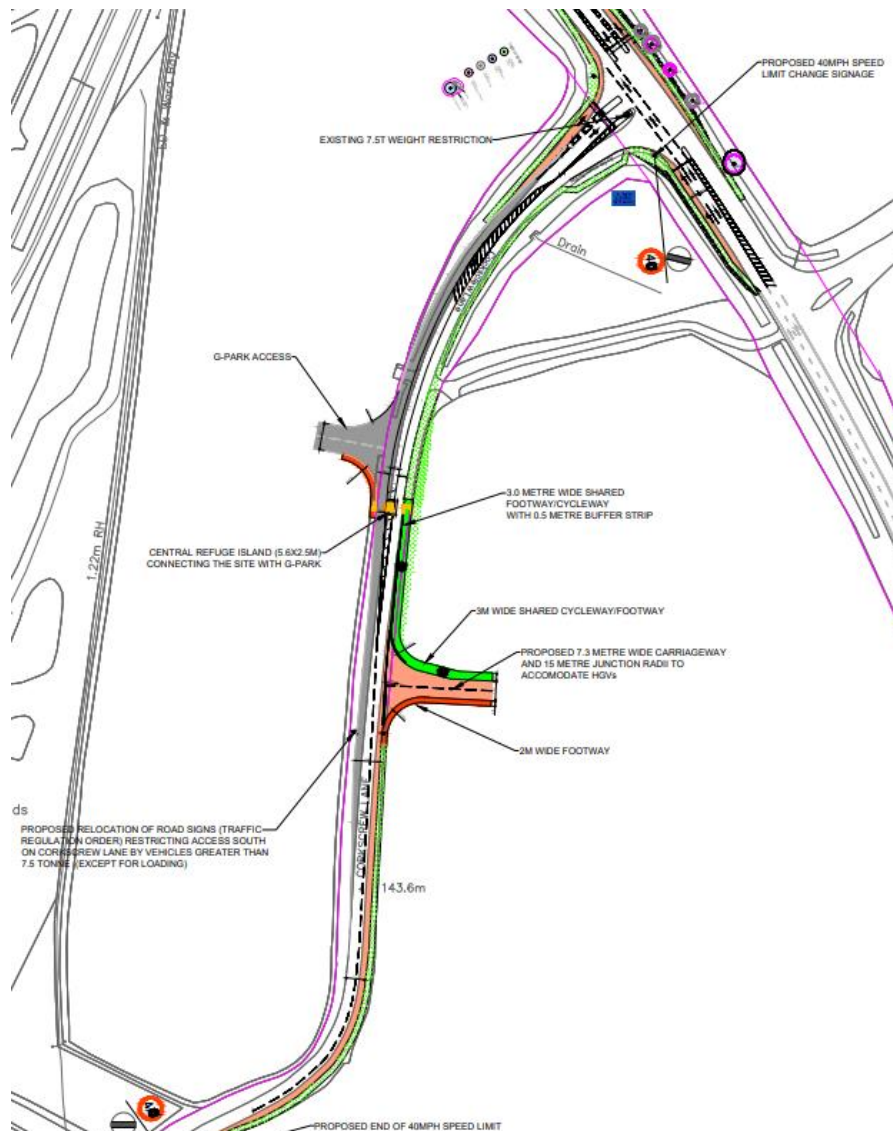 PROPOSED 40MPH SPEED
LIMIT CHANGE SIGNAGE
EXISTING 7.5T WEIGHT RESTRICTION
Drain
40
G-PARK ACCESS
3.0 METRE WIDE SHARED
FOOTWAY/CYCLEWAY
WITH 0.5 METRE BUFFER STRIP
1.22m RH
CENTRAL REFUGE ISLAND (5.6X2.5M)
CONNECTING THE SITE WITH G-PARK
3M WIDE SHARED CYCLEWAY/FOOTWAY
PROPOSED 7.3 METRE WIDE CARRIAGEWAY
AND 15 METRE JUNCTION RADII TO
ACCOMODATE HGVs
2M WIDE FOOTWAY
CORKSCREW LANE
ds
PROPOSED RELOCATION OF ROAD SIGNS (TRAFFIC
REGULATION ORDER) RESTRICTING ACCESS SOUTH
ON CORKSCREW LANE BY VEHICLES GREATER THAN
7.5 TONNE (EXCEPT FOR LOADING)
143.6m
PROPOSED END OF 40MPH SPEED LIMIT